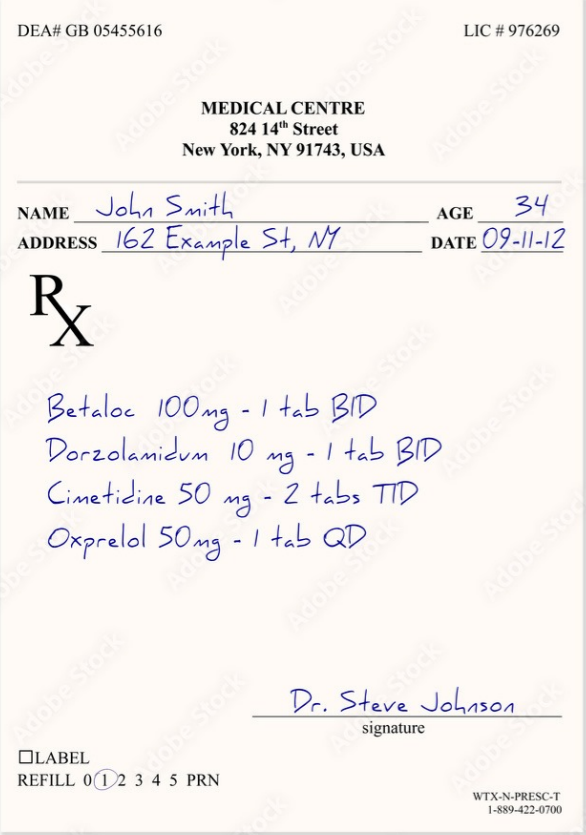 DEA# GB 05455616 LIC # 976269
MEDICAL CENTRE
824 14th Street
New York, NY 91743, USA
NAME John Smith AGE 34
ADDRESS 162 Example St, NY DATE 09-11-12
Rx
Betaloc 100mg - 1 tab BID
Dorzolamidum 10 mg - 1 tab BID
Cimetidine 50 mg - 2 tabs TID
Oxprelol 50mg - 1 tab QD
Dr. Steve Johnson
signature
☐LABEL
REFILL 0 1 2 3 4 5 PRN
WTX-N-PRESC-T
1-889-422-0700
Adobe Stock